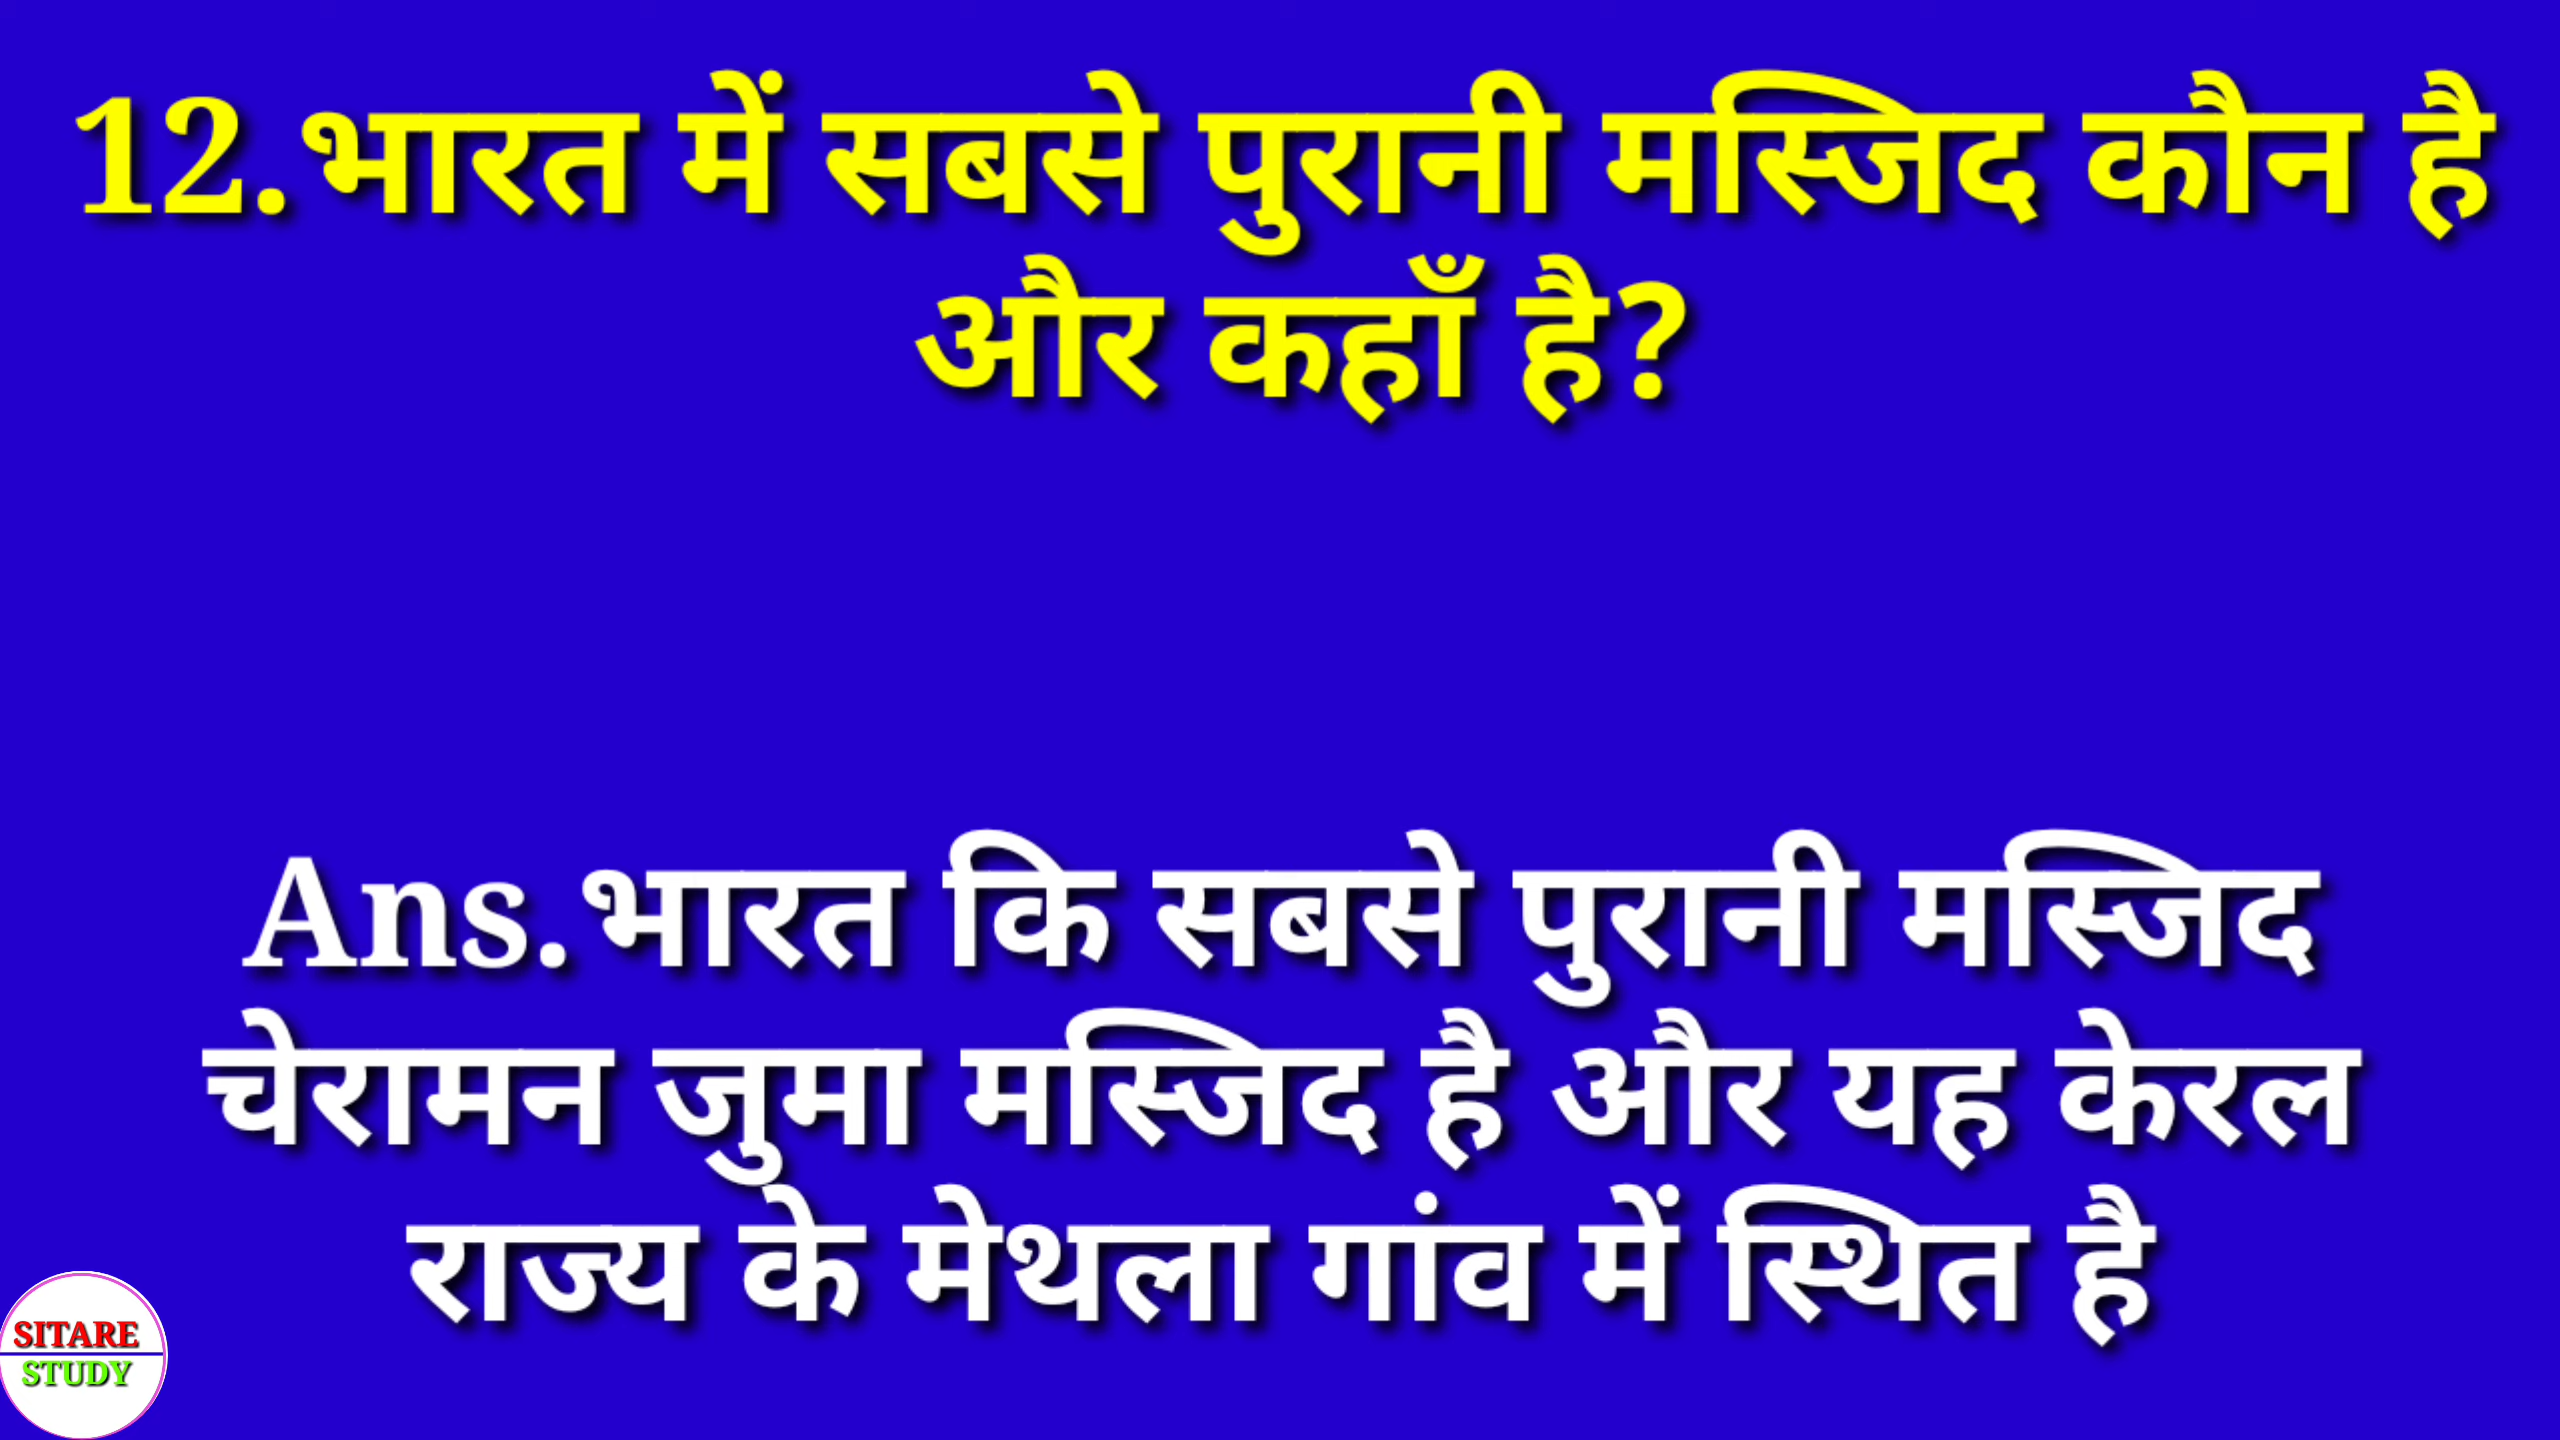 12.भारत में सबसे पुरानी मस्जिद कौन है
और कहाँ है?
Ans.भारत कि सबसे पुरानी मस्जिद
चेरामन जुमा मस्जिद है और यह केरल
राज्य के मेथला गांव में स्थित है
SITARE
STUDY